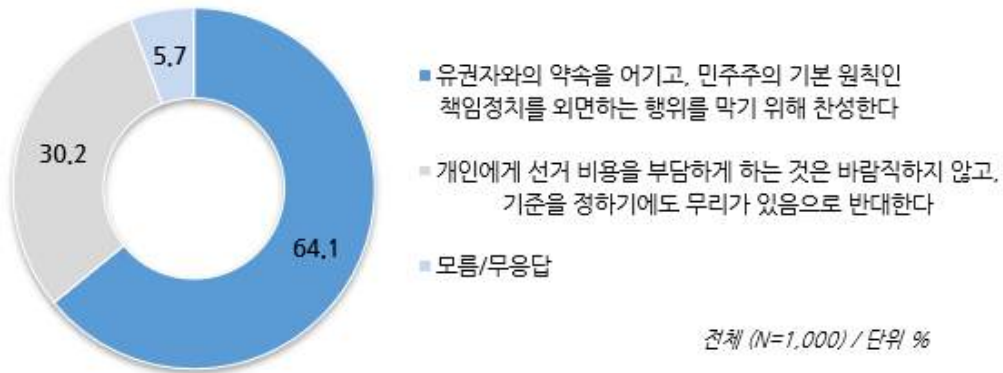 5.7
30.2
64.1
유권자와의 약속을 어기고, 민주주의 기본 원칙인
책임정치를 외면하는 행위를 막기 위해 찬성한다
개인에게 선거 비용을 부담하게 하는 것은 바람직하지 않고,
기준을 정하기에도 무리가 있음으로 반대한다
모름/무응답
전체 (N=1,000) / 단위 %